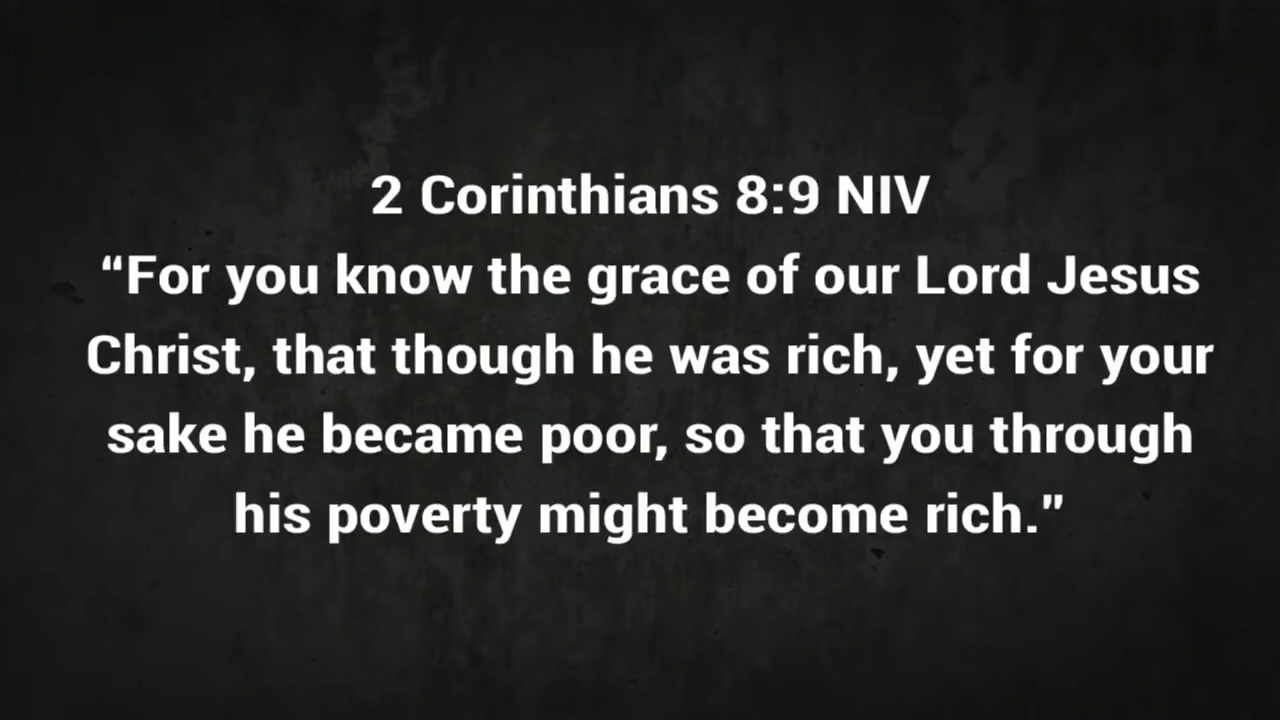 2 Corinthians 8:9 NIV
“For you know the grace of our Lord Jesus
Christ, that though he was rich, yet for your
sake he became poor, so that you through
his poverty might become rich.”